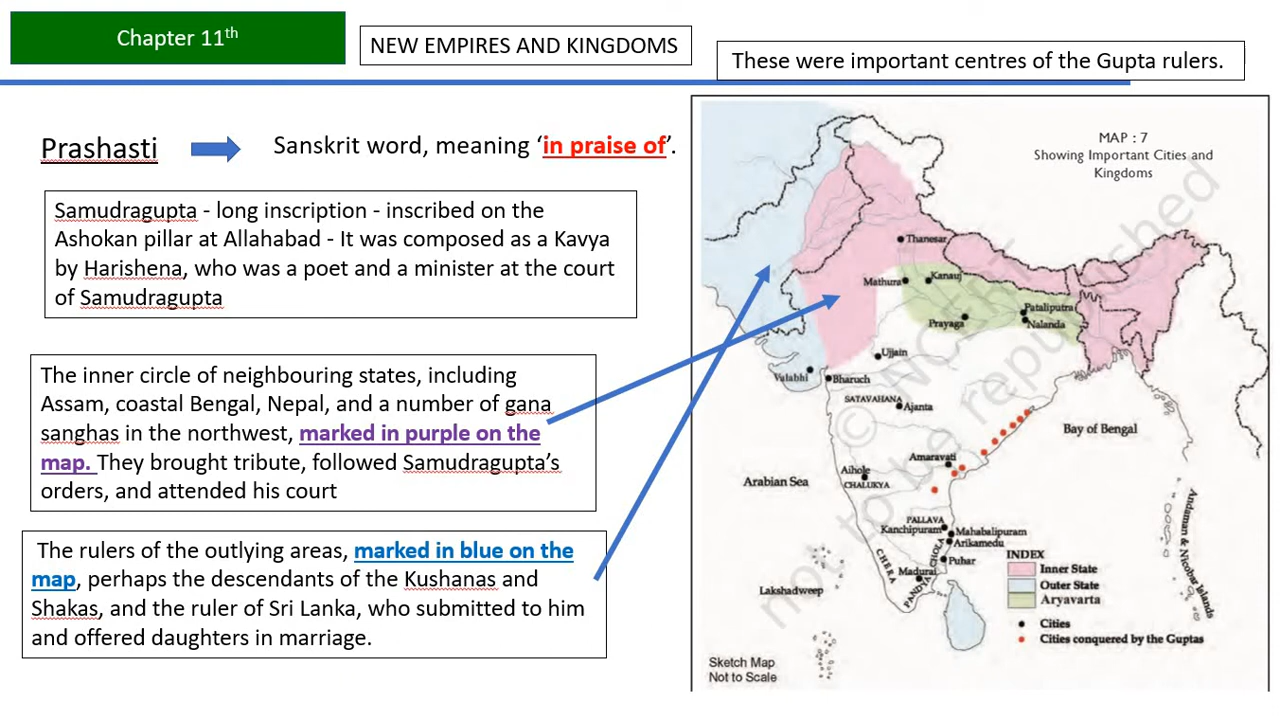 Chapter 11th
NEW EMPIRES AND KINGDOMS
These were important centres of the Gupta rulers.
Prashasti
Sanskrit word, meaning ‘in praise of’.
Samudragupta - long inscription - inscribed on the
Ashokan pillar at Allahabad - It was composed as a Kavya
by Harishena, who was a poet and a minister at the court
of Samudragupta
The inner circle of neighbouring states, including
Assam, coastal Bengal, Nepal, and a number of gana
sanghas in the northwest, marked in purple on the
map. They brought tribute, followed Samudragupta’s
orders, and attended his court
The rulers of the outlying areas, marked in blue on the
map, perhaps the descendants of the Kushanas and
Shakas, and the ruler of Sri Lanka, who submitted to him
and offered daughters in marriage.
MAP : 7
Showing Important Cities and
Kingdoms
Thanesar
Mathura
Kanauj
Prayaga
Pataliputra
Nalanda
Ujjain
Valabhi
Bharuch
SATAVAHANA
Ajanta
Bay of Bengal
Amaravati
Aihole
CHALUKYA
Arabian Sea
PALLAVA
Kanchipuram
Mahabalipuram
Arikamedu
CHOLA
Puhar
CHERA
Madurai
PANDYA
Lakshadweep
Andaman & Nicobar Islands
INDEX
Inner State
Outer State
Aryavarta
Cities
Cities conquered by the Guptas
Sketch Map
Not to Scale
not to be republished